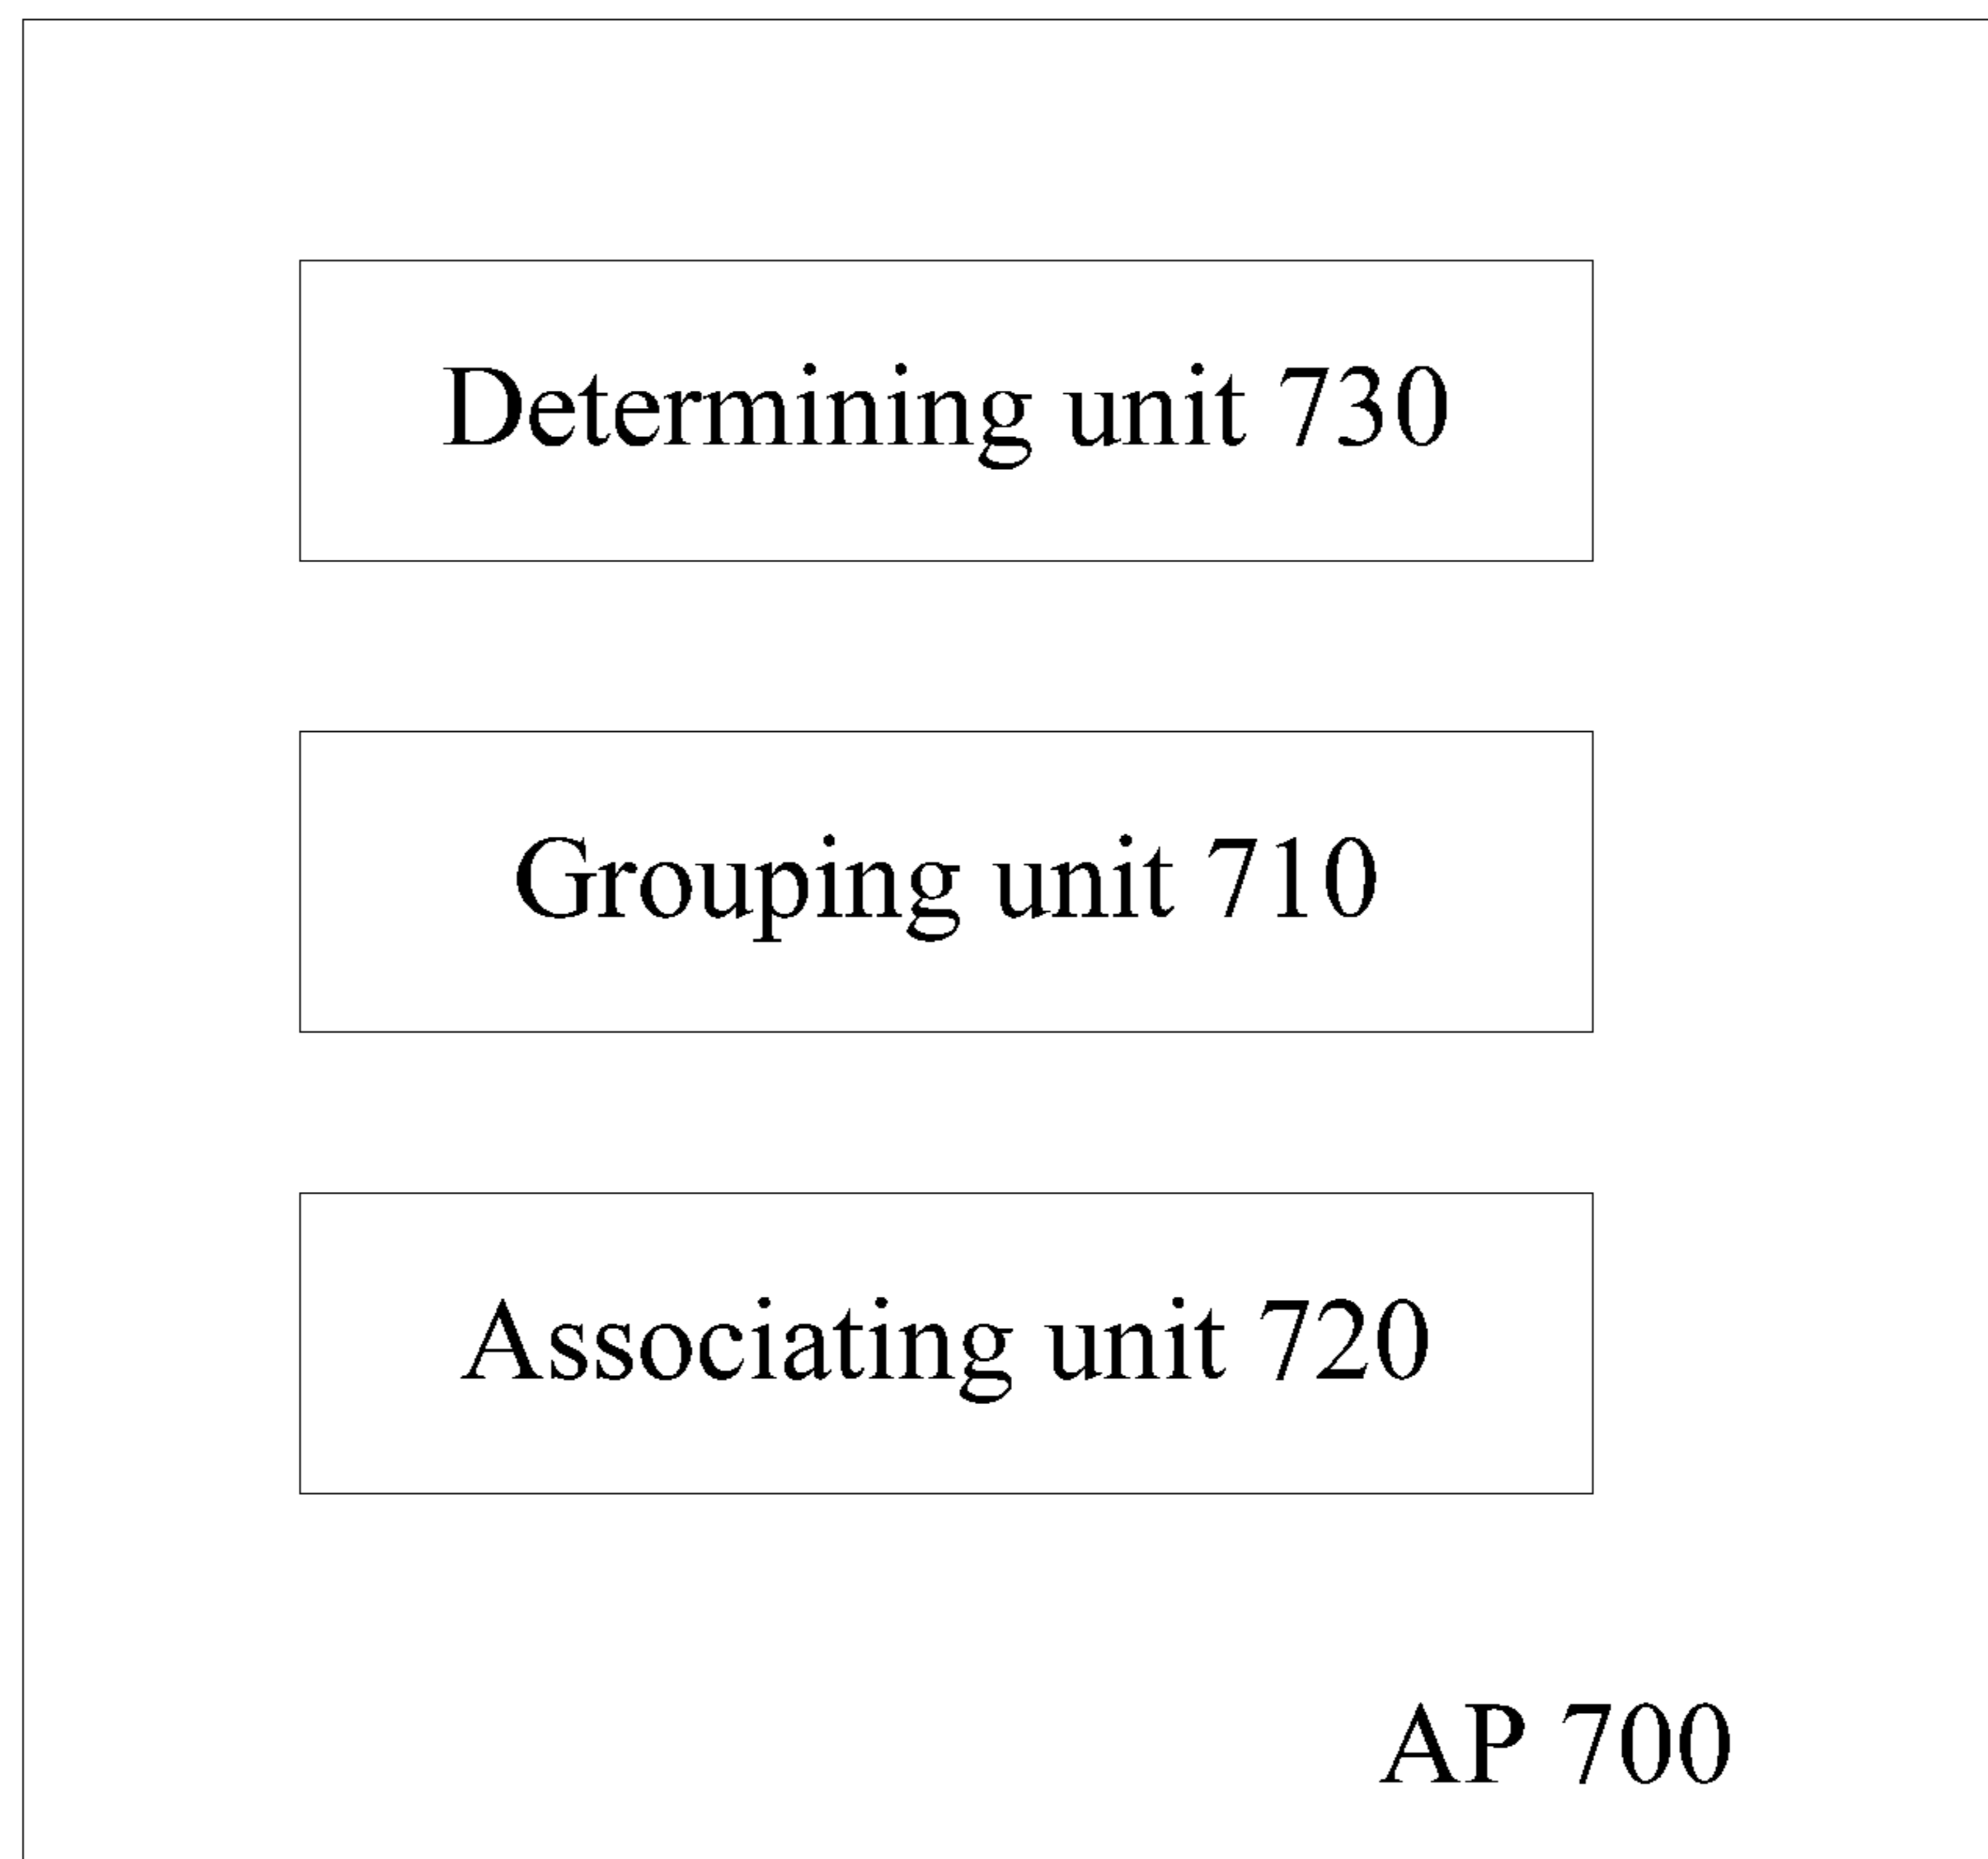 Determining unit 730
Grouping unit 710
Associating unit 720
AP 700